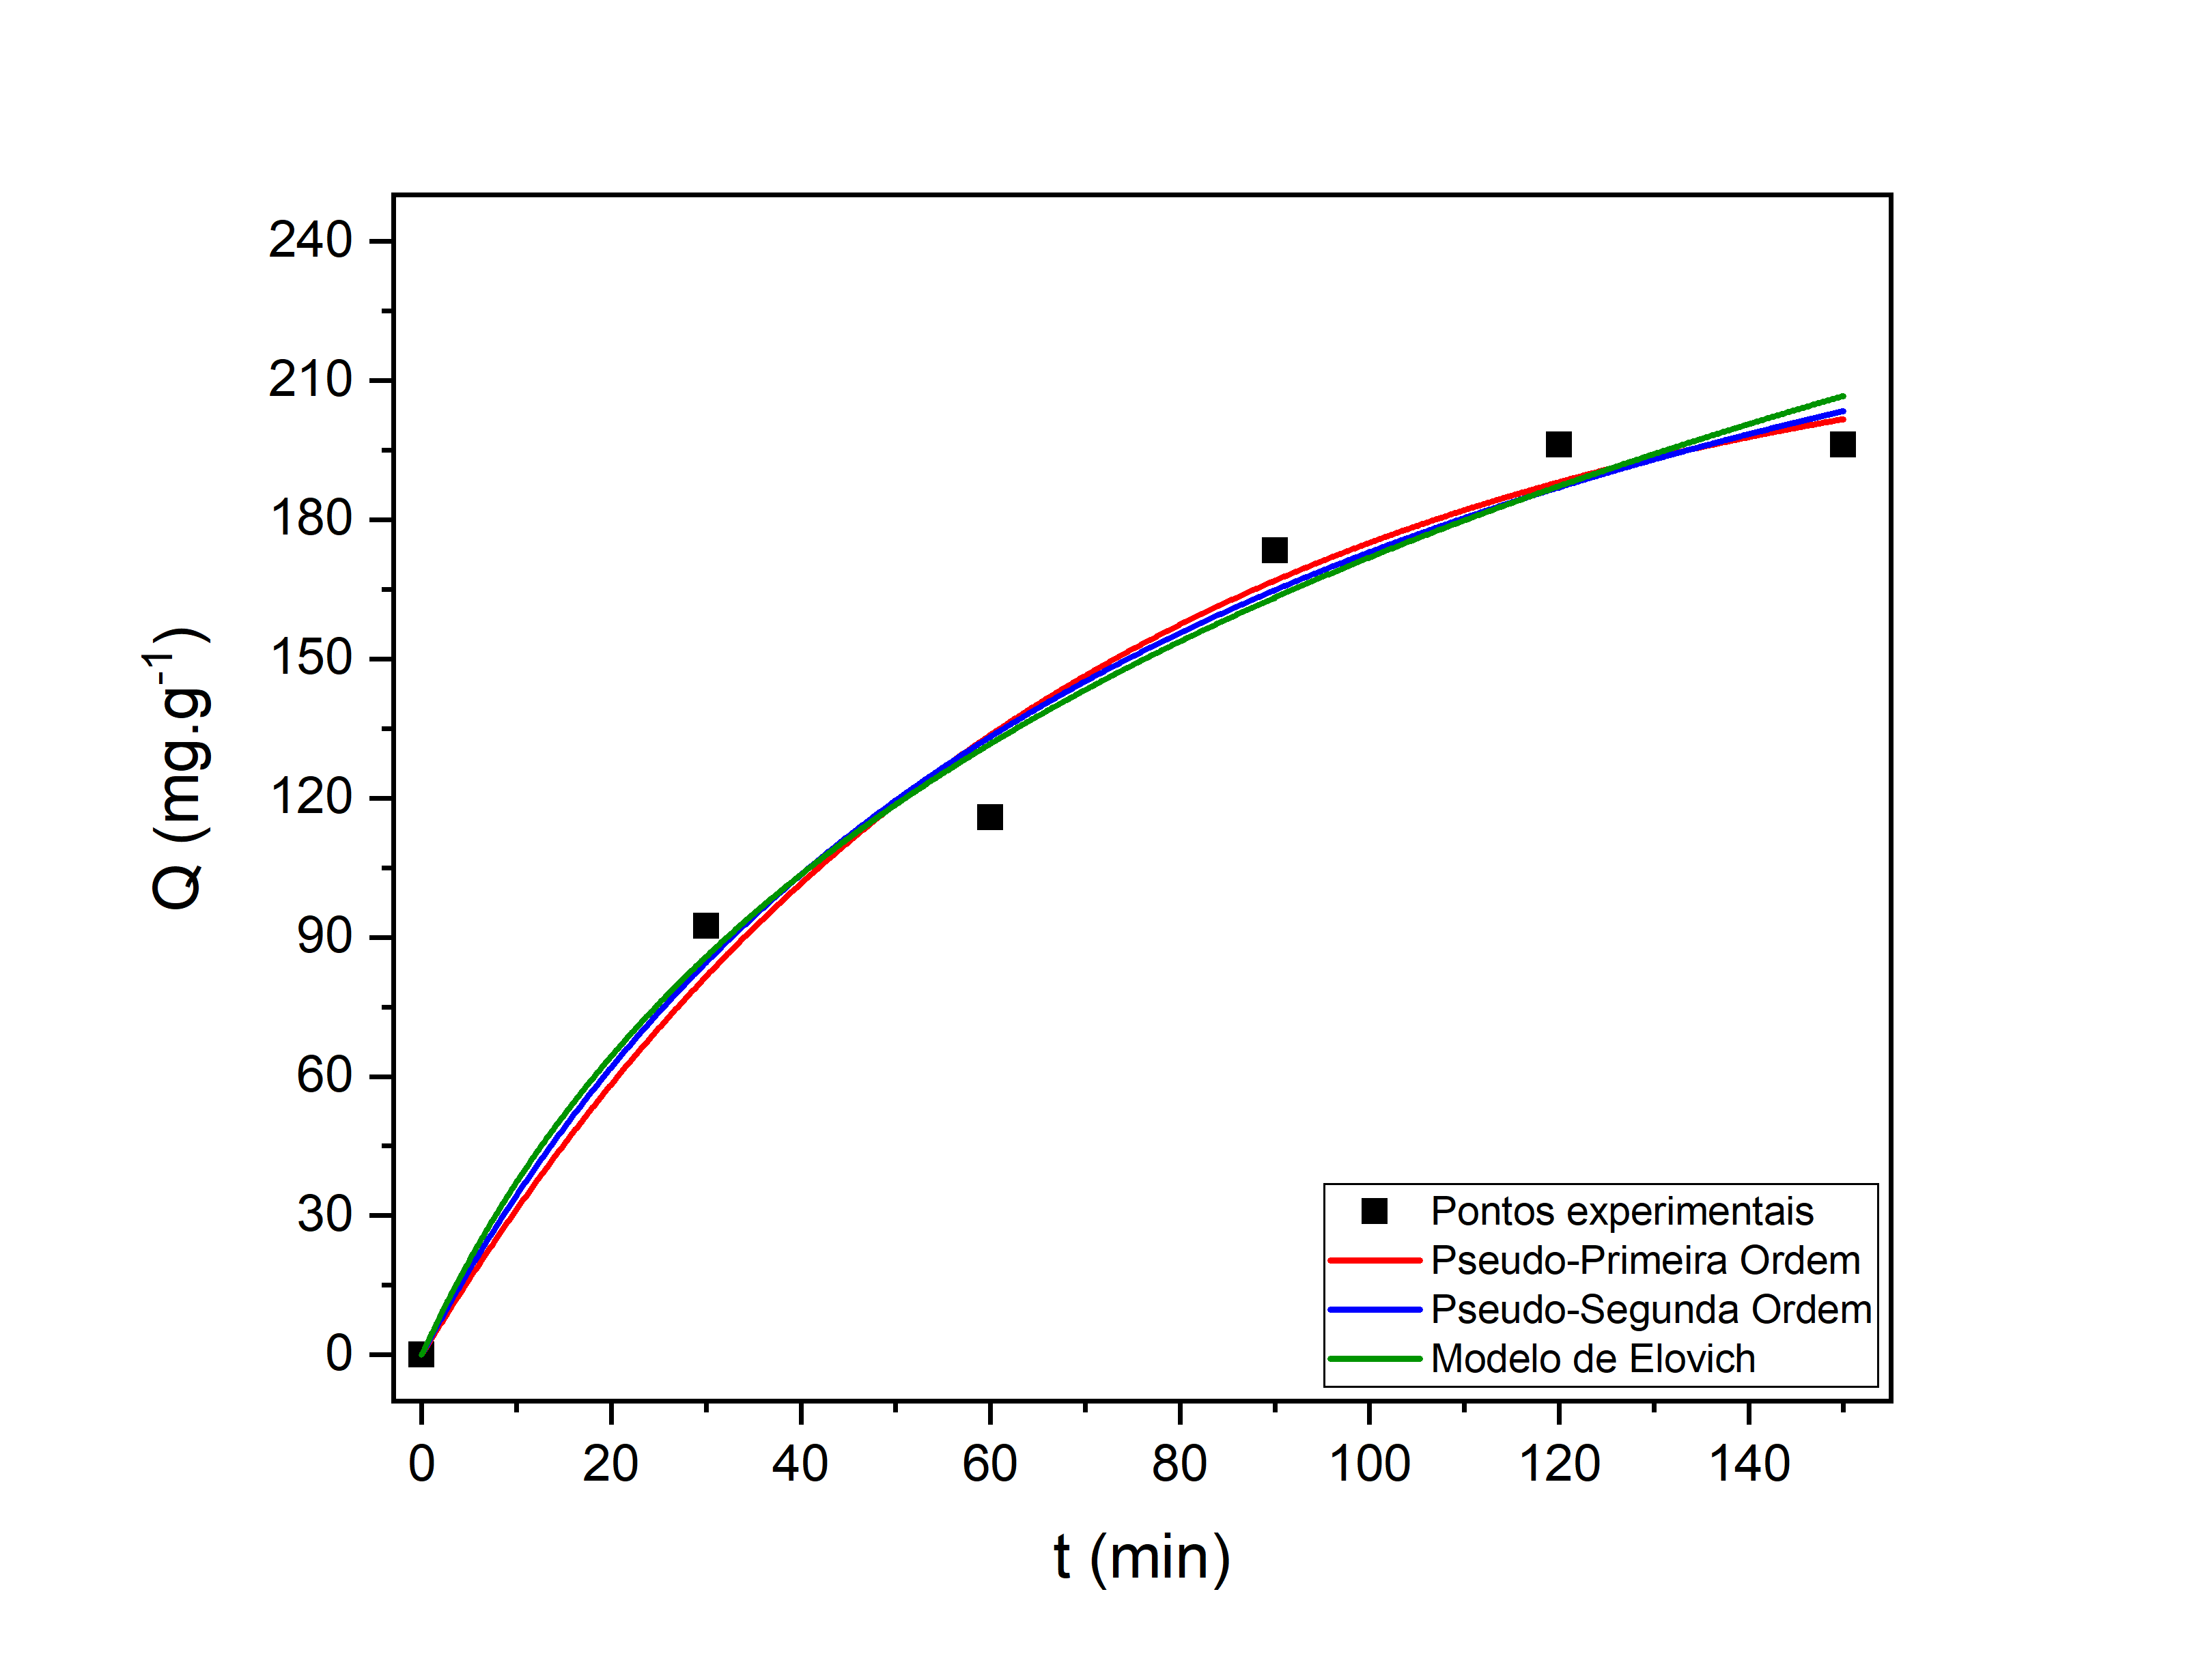 240
210
180
150
120
90
60
30
0
Q (mg.g-1)
0 20 40 60 80 100 120 140
t (min)
Pontos experimentais
Pseudo-Primeira Ordem
Pseudo-Segunda Ordem
Modelo de Elovich